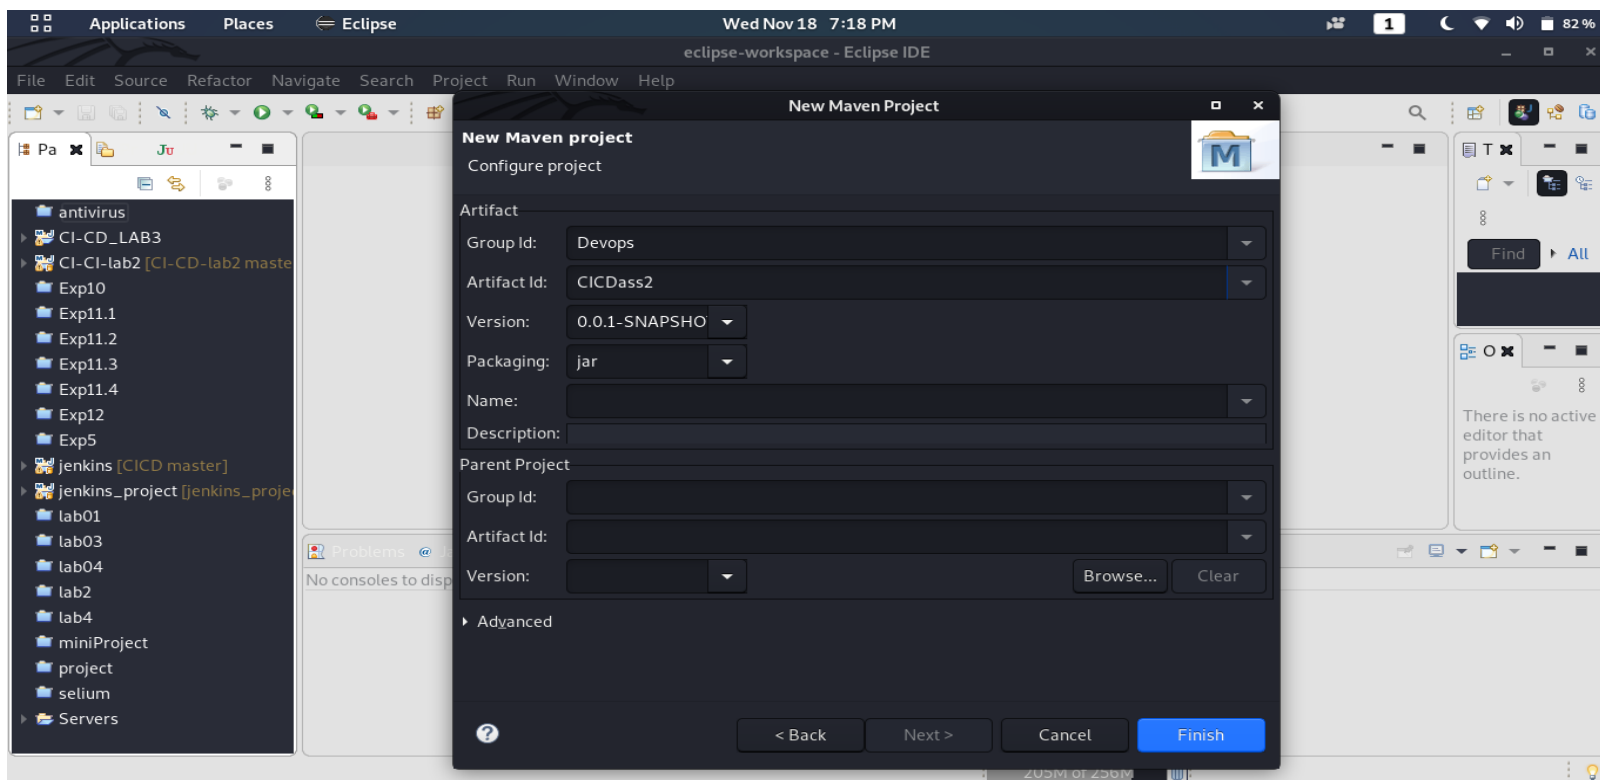 Applications Places Eclipse Wed Nov 18 7:18 PM 1 82%
eclipse-workspace - Eclipse IDE
File Edit Source Refactor Navigate Search Project Run Window Help
New Maven Project
New Maven project
Configure project
M
Pa
Ju
antivirus
CI-CD_LAB3
CI-CI-lab2 [CI-CD-lab2 maste
Exp10
Exp11.1
Exp11.2
Exp11.3
Exp11.4
Exp12
Exp5
jenkins [CICD master]
jenkins_project [jenkins_proje
lab01
lab03
lab04
lab2
lab4
miniProject
project
selium
Servers
Artifact
Group Id: Devops
Artifact Id: CICDass2
Version: 0.0.1-SNAPSHO
Packaging: jar
Name:
Description:
Parent Project
Group Id:
Artifact Id:
Version:
Browse... Clear
Advanced
< Back Next > Cancel Finish
Problems @ Ja
No consoles to disp
T
Find All
O
There is no active
editor that
provides an
outline.
205M of 256M